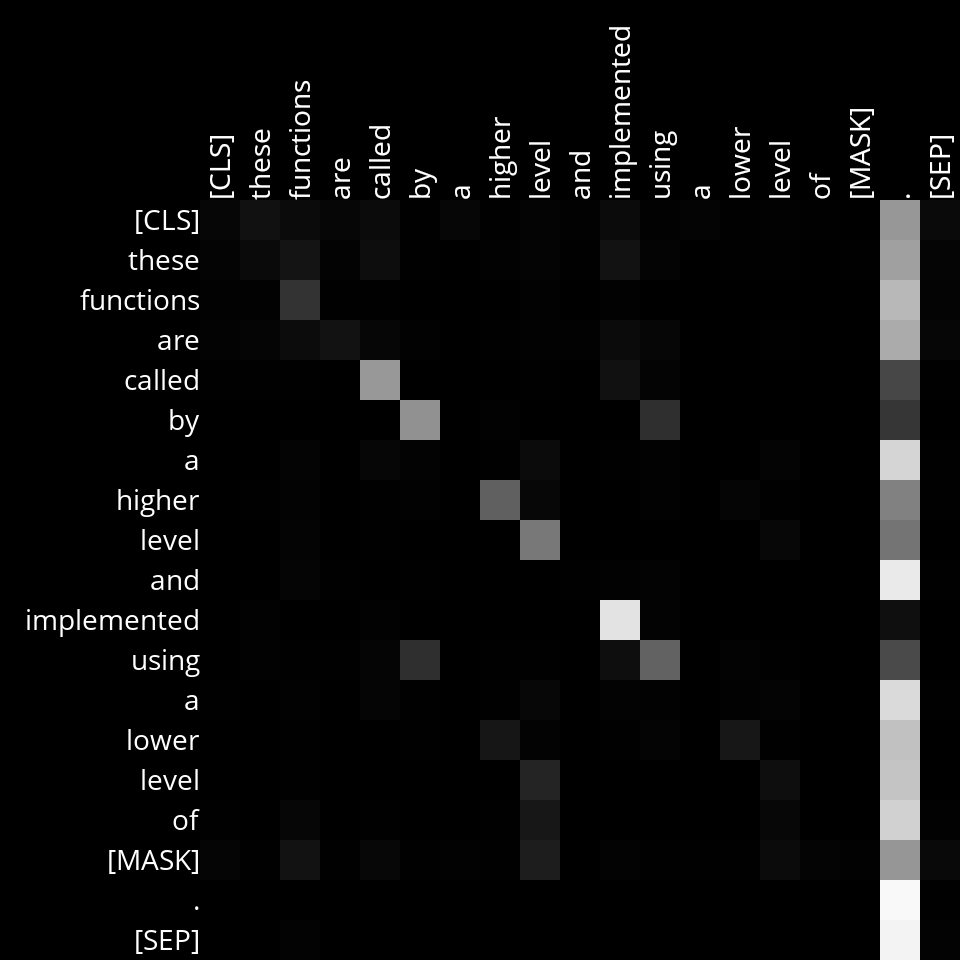 [CLS]
these
functions
are
called
by
a
higher
level
and
implemented
using
a
lower
level
of
[MASK]
.
[SEP]
[CLS]
these
functions
are
called
by
a
higher
level
and
implemented
using
a
lower
level
of
[MASK]
.
[SEP]